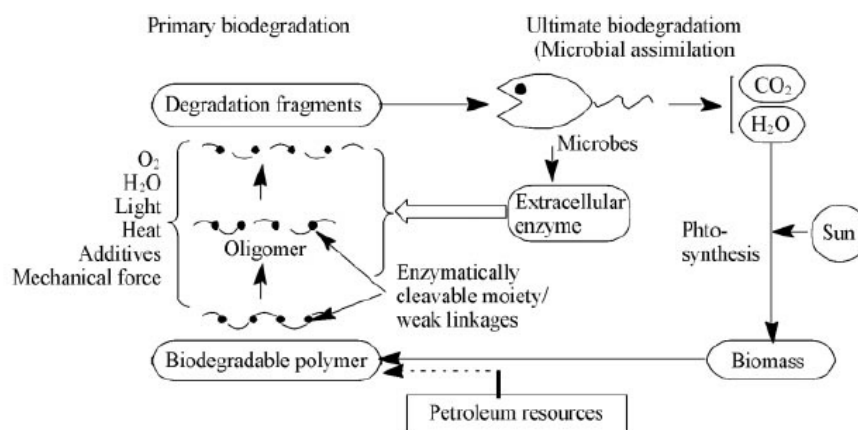 Primary biodegradation
Ultimate biodegradatiom
(Microbial assimilation
Degradation fragments
CO₂
H₂O
Microbes
O₂
H₂O
Light
Heat
Additives
Mechanical force
Oligomer
Extracellular
enzyme
Phto-
synthesis
Sun
Enzymatically
cleavable moiety/
weak linkages
Biodegradable polymer
Biomass
Petroleum resources